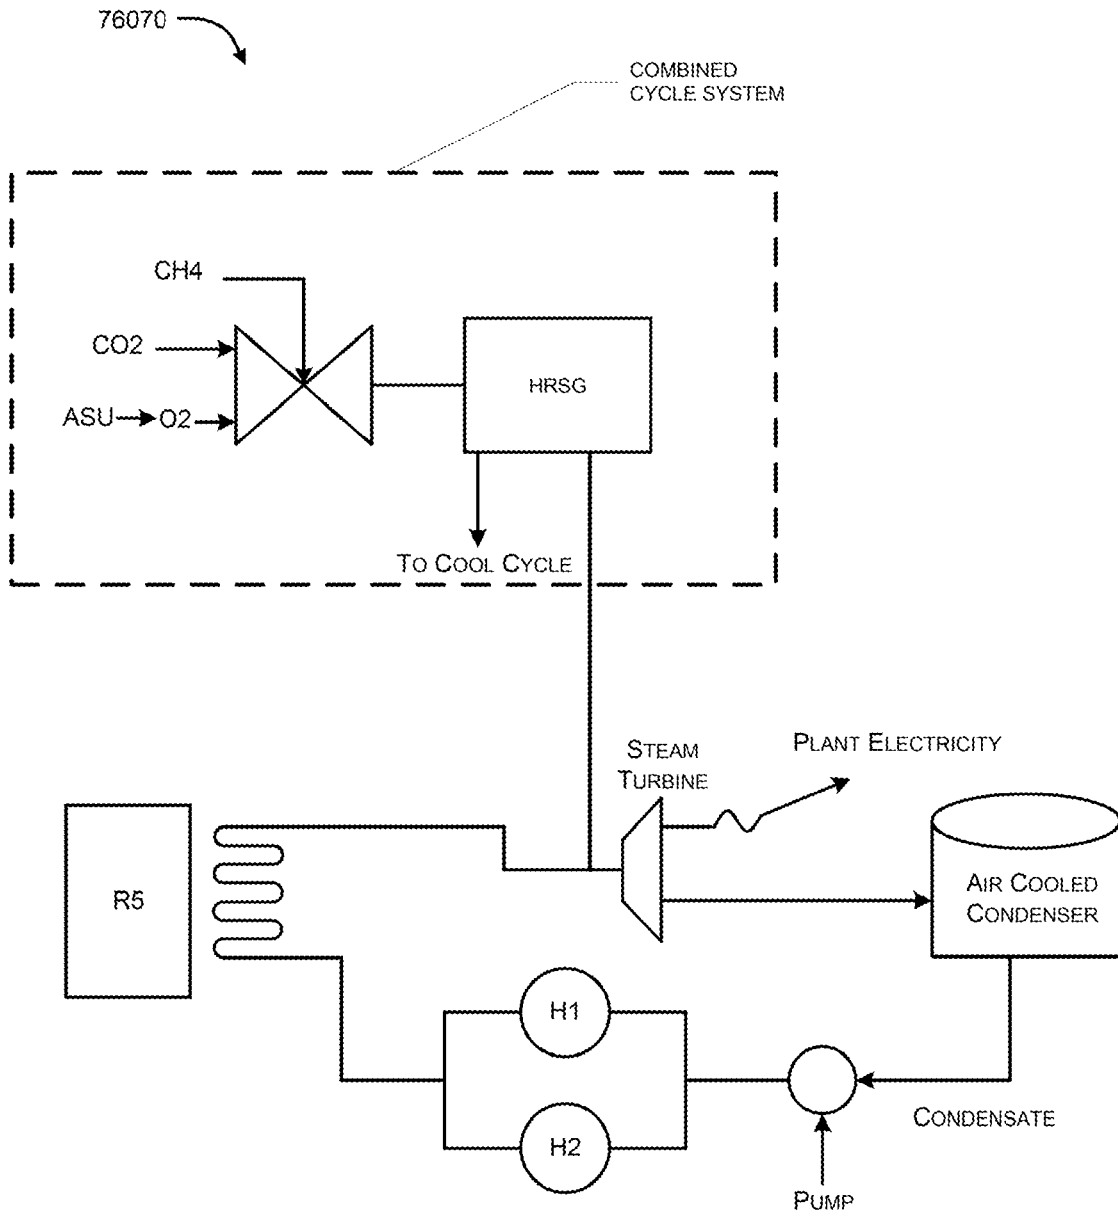 76070
COMBINED
CYCLE SYSTEM
CH4
CO2
ASU O2
HRSG
TO COOL CYCLE
STEAM
TURBINE
PLANT ELECTRICITY
R5
AIR COOLED
CONDENSER
H1
H2
CONDENSATE
PUMP